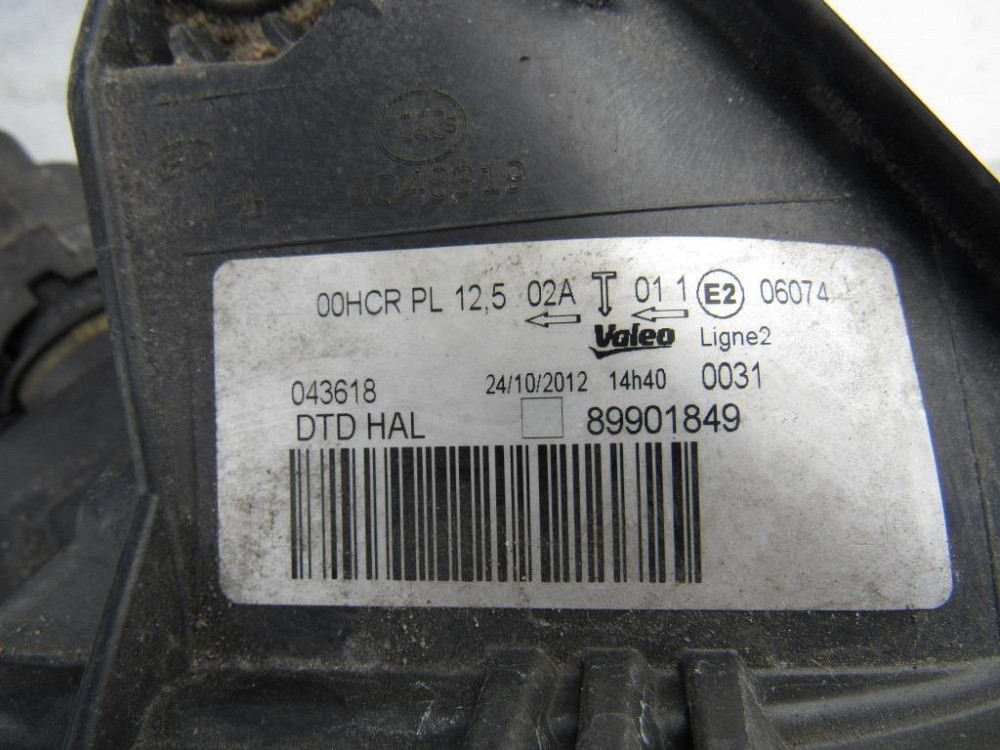 A046919
00HCR PL 12,5 02A 01 1 E2 06074
Valeo Ligne2
043618 24/10/2012 14h40 0031
DTD HAL 89901849